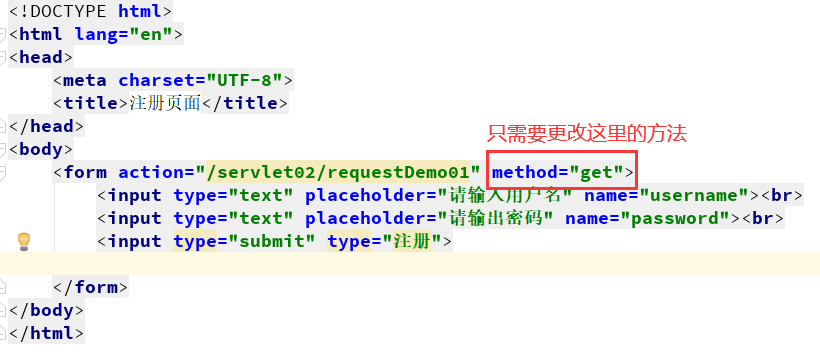 <!DOCTYPE html>
<html lang="en">
<head>
<meta charset="UTF-8">
<title>注册页面</title>
</head>
只需要更改这里的方法
<body>
<form action="/servlet02/requestDemo01" method="get">
<input type="text" placeholder="请输入用户名" name="username"><br>
<input type="text" placeholder="请输出密码" name="password"><br>
<input type="submit" type="注册">
</form>
</body>
</html>